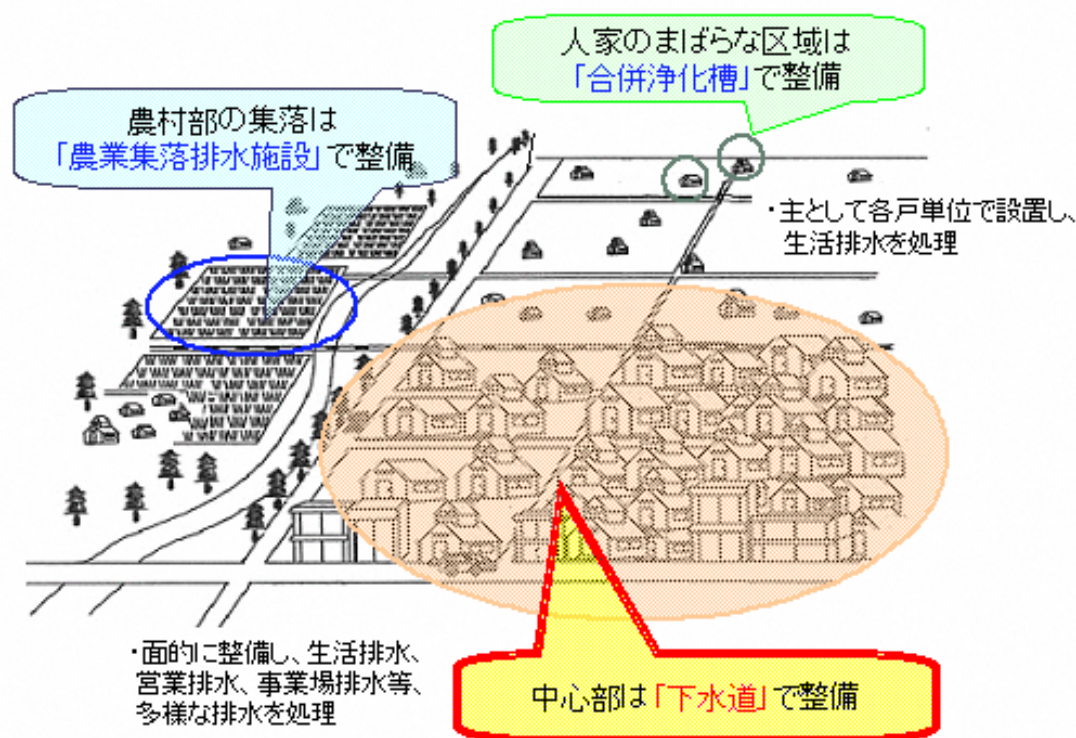 人家のまばらな区域は
「合併浄化槽」で整備
農村部の集落は
「農業集落排水施設」で整備
・主として各戸単位で設置し、
生活排水を処理
・面的に整備し、生活排水、
営業排水、事業場排水等、
多様な排水を処理
中心部は「下水道」で整備